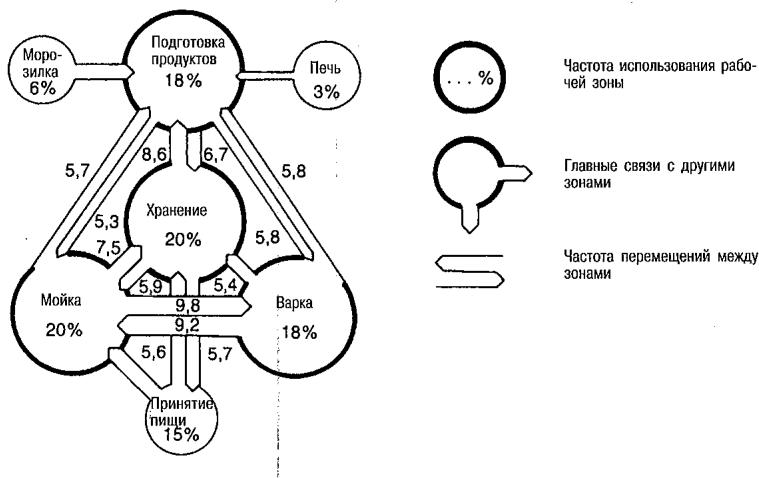 Моро-
зилка
6%
Подготовка
продуктов
18%
Печь
3%
5,7
8,6
6,7
5,8
5,3
7,5
Хранение
20%
5,8
5,9
5,4
Мойка
20%
9,8
9,2
Варка
18%
5,6
5,7
Принятие
пищи
15%
...%
Частота использования рабо-
чей зоны
Главные связи с другими
зонами
Частота перемещений между
зонами